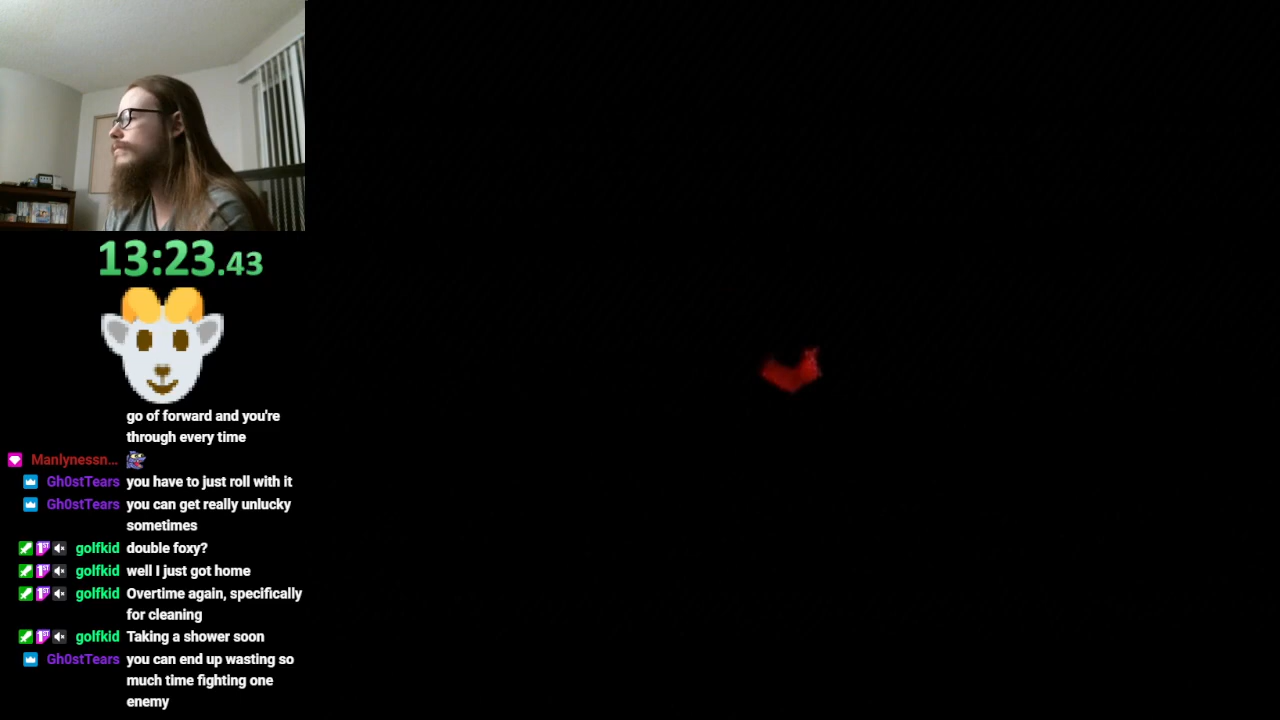 13:23.43
go of forward and you're
through every time
Manlynessn…
Gh0stTears you have to just roll with it
Gh0stTears you can get really unlucky
sometimes
golfkid double foxy?
golfkid well I just got home
golfkid Overtime again, specifically
for cleaning
golfkid Taking a shower soon
Gh0stTears you can end up wasting so
much time fighting one
enemy